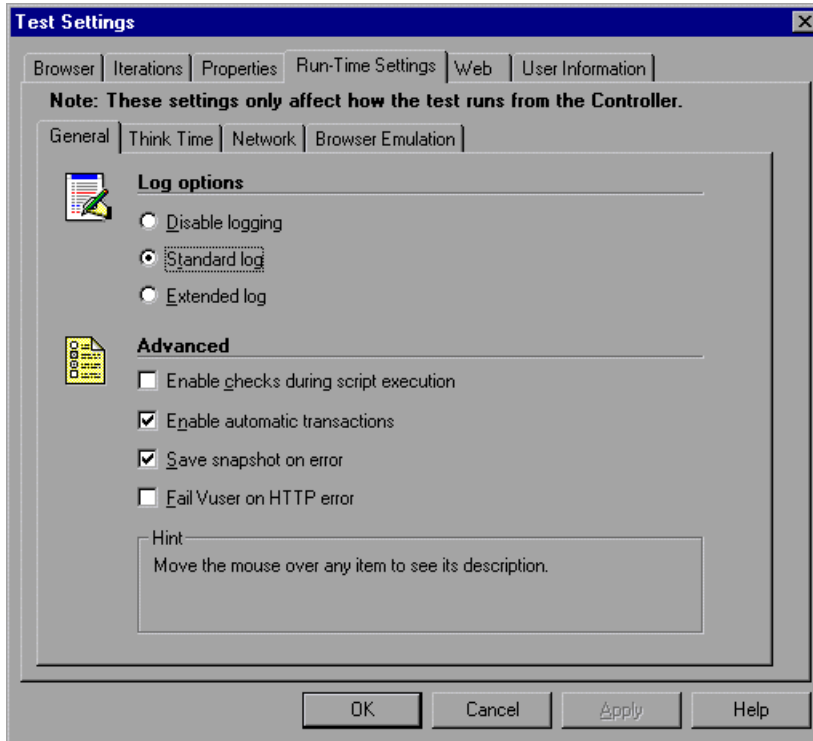 Test Settings
Browser Iterations Properties Run-Time Settings Web User Information
Note: These settings only affect how the test runs from the Controller.
General Think Time Network Browser Emulation
Log options
Disable logging
Standard log
Extended log
Advanced
Enable checks during script execution
Enable automatic transactions
Save snapshot on error
Fail Vuser on HTTP error
Hint
Move the mouse over any item to see its description.
OK Cancel Apply Help